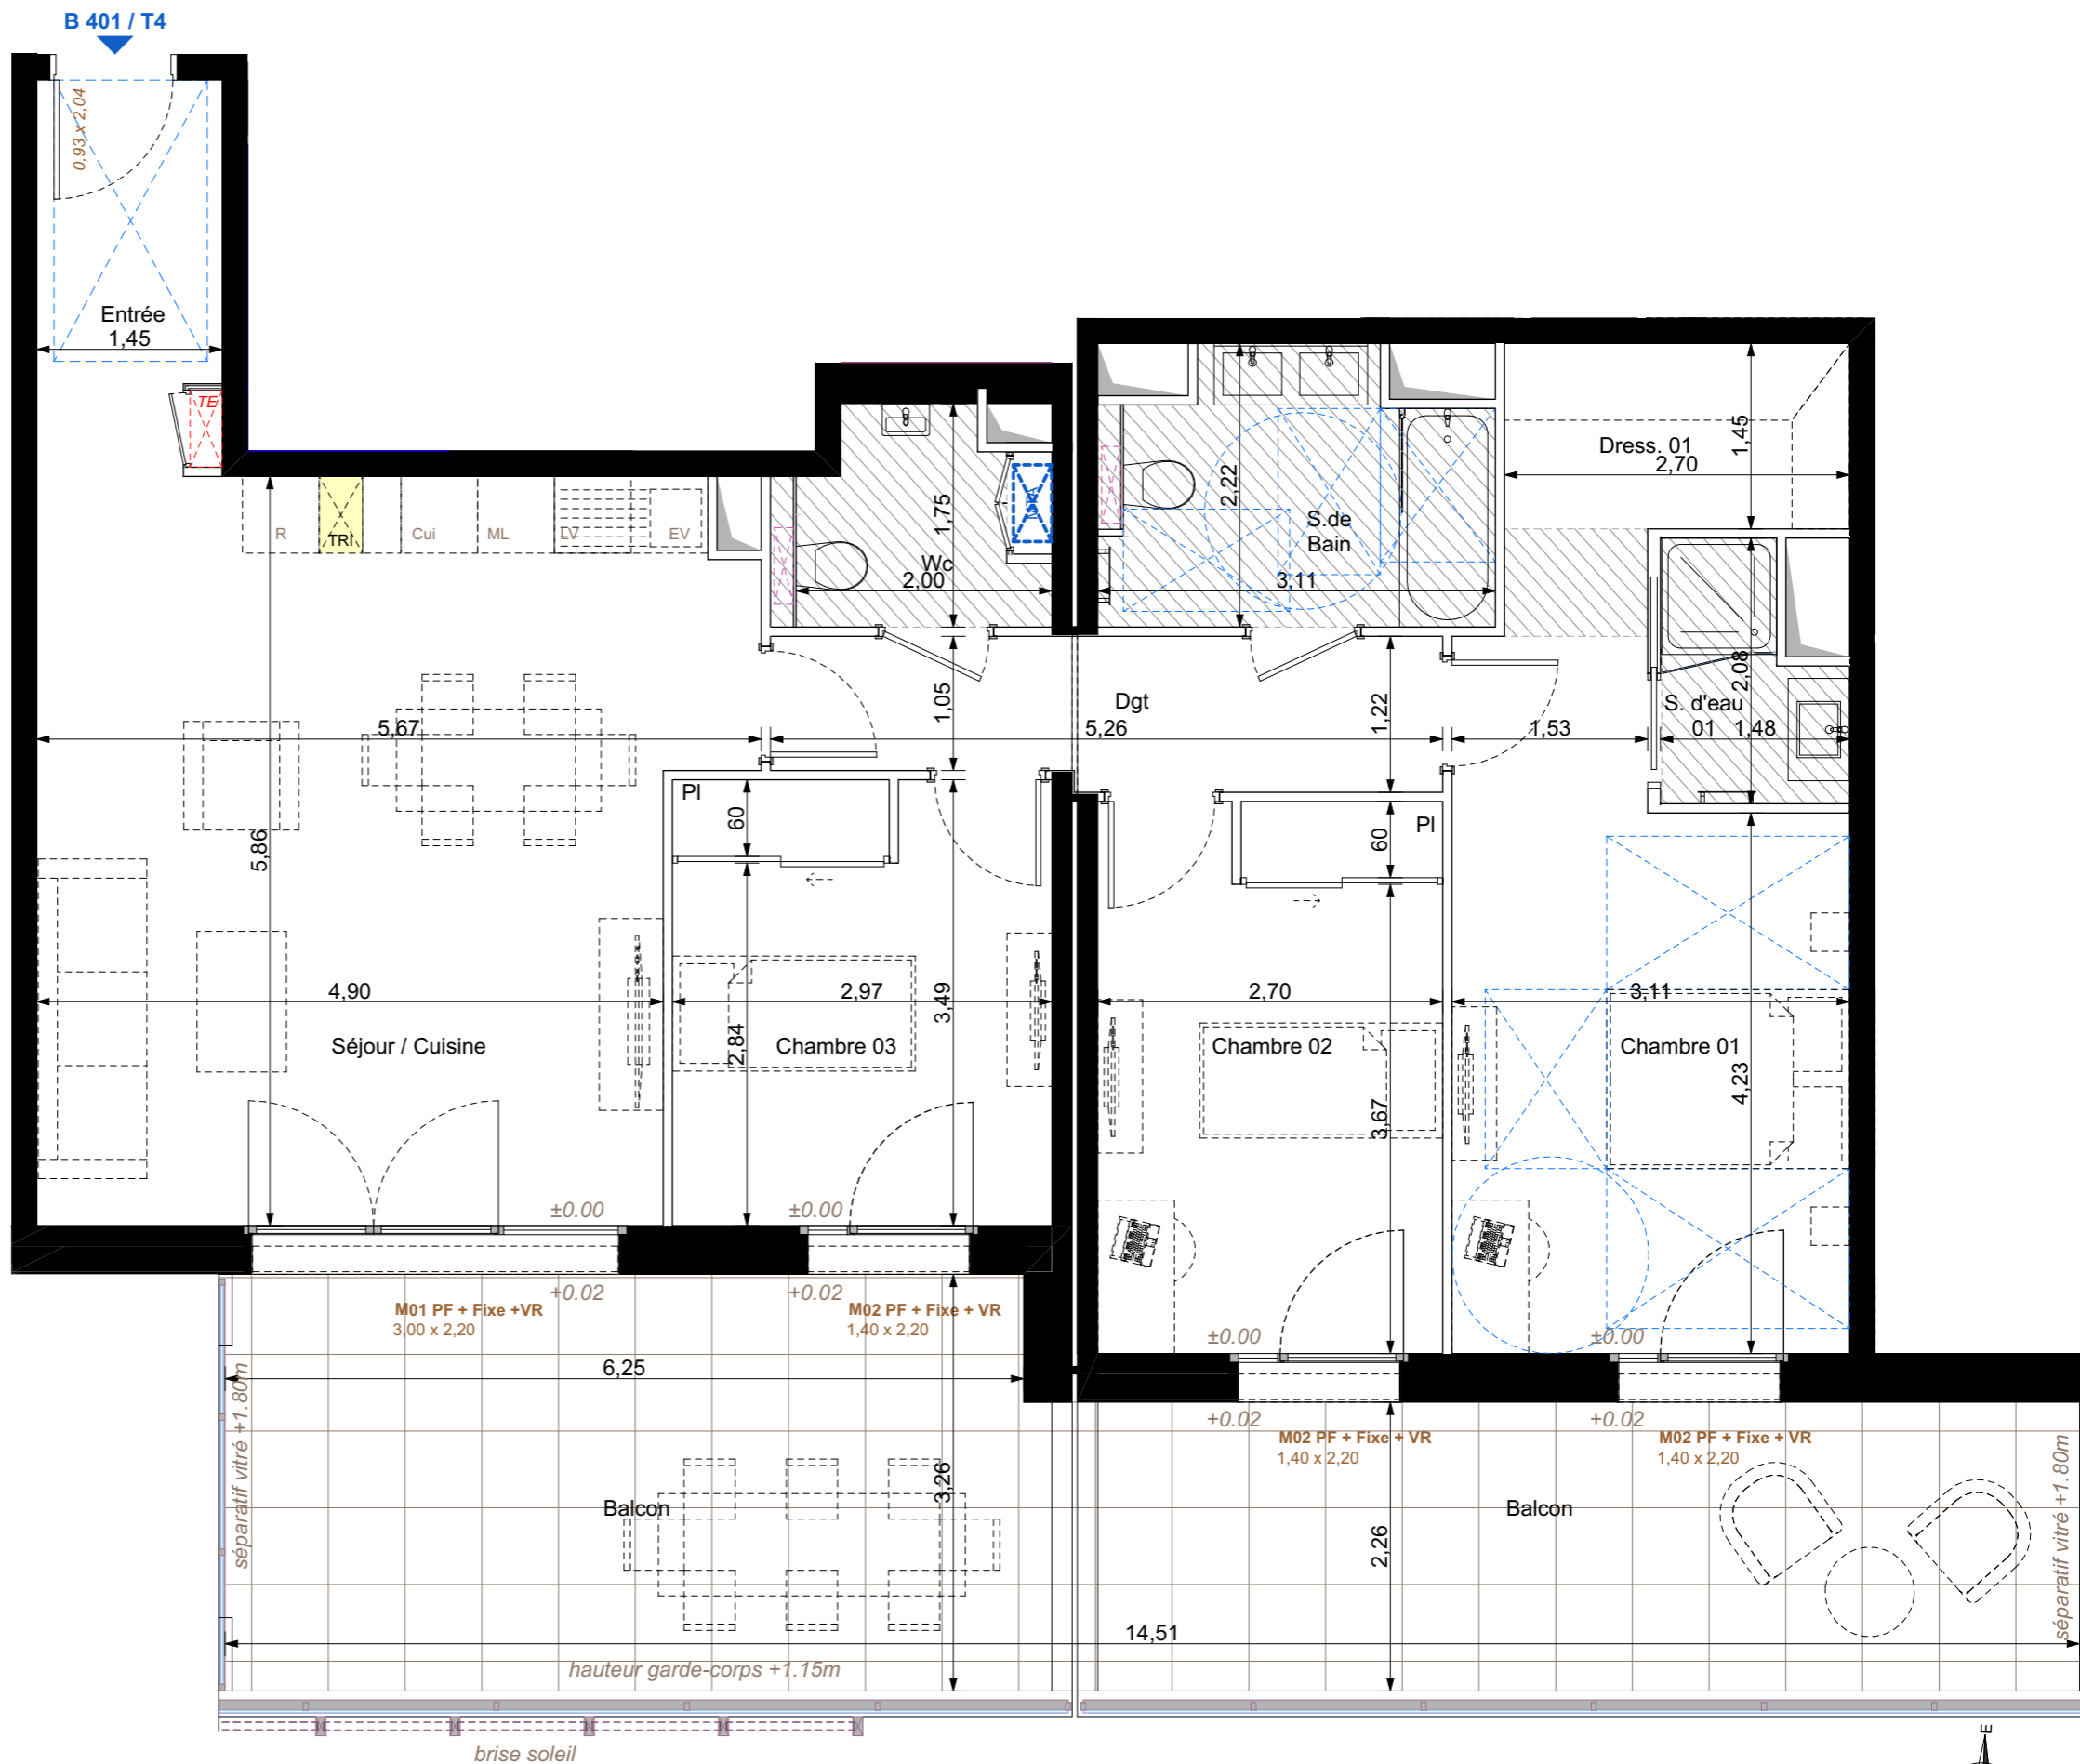 B 401 / T4
0,93 x 2,04
Entrée
1,45
TE
R
TRI
Cui
ML
LV
EV
1,75
Wc
2,00
2,22
S.de
Bain
3,11
Dress. 01
2,70
1,45
2,08
S. d'eau
01
1,48
5,67
1,05
Dgt
5,26
1,22
1,53
5,86
Pl
60
Pl
60
4,90
Séjour / Cuisine
2,97
2,84
Chambre 03
3,49
2,70
Chambre 02
3,67
3,11
Chambre 01
4,23
±0.00
±0.00
±0.00
±0.00
+0.02
+0.02
M01 PF + Fixe +VR
3,00 x 2,20
M02 PF + Fixe + VR
1,40 x 2,20
6,25
séparatif vitré +1.80m
+0.02
+0.02
M02 PF + Fixe + VR
1,40 x 2,20
M02 PF + Fixe + VR
1,40 x 2,20
séparatif vitré +1.80m
Balcon
3,26
2,26
Balcon
14,51
hauteur garde-corps +1.15m
brise soleil
E